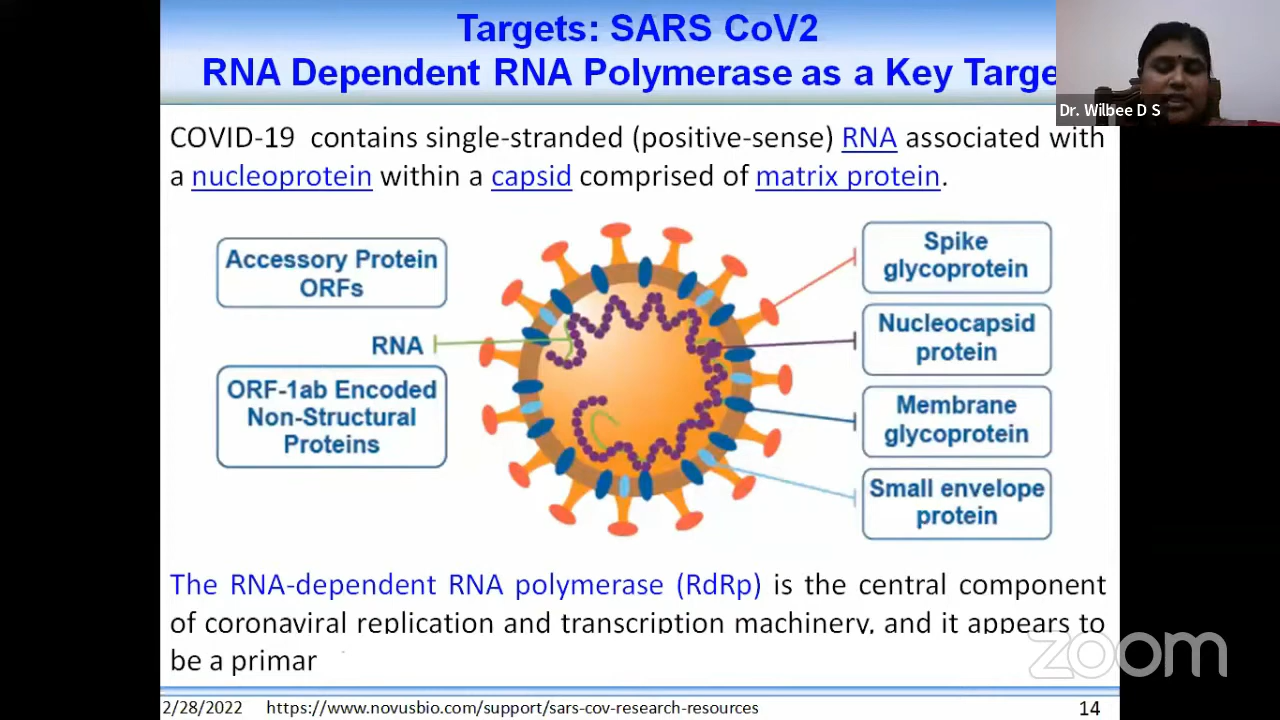 Targets: SARS CoV2
RNA Dependent RNA Polymerase as a Key Targe
Dr. Wilbee D S
COVID-19 contains single-stranded (positive-sense) RNA associated with
a nucleoprotein within a capsid comprised of matrix protein.
Accessory Protein
ORFs
RNA
ORF-1ab Encoded
Non-Structural
Proteins
Spike
glycoprotein
Nucleocapsid
protein
Membrane
glycoprotein
Small envelope
protein
The RNA-dependent RNA polymerase (RdRp) is the central component
of coronaviral replication and transcription machinery, and it appears to
be a primar
zoom
2/28/2022 https://www.novusbio.com/support/sars-cov-research-resources 14